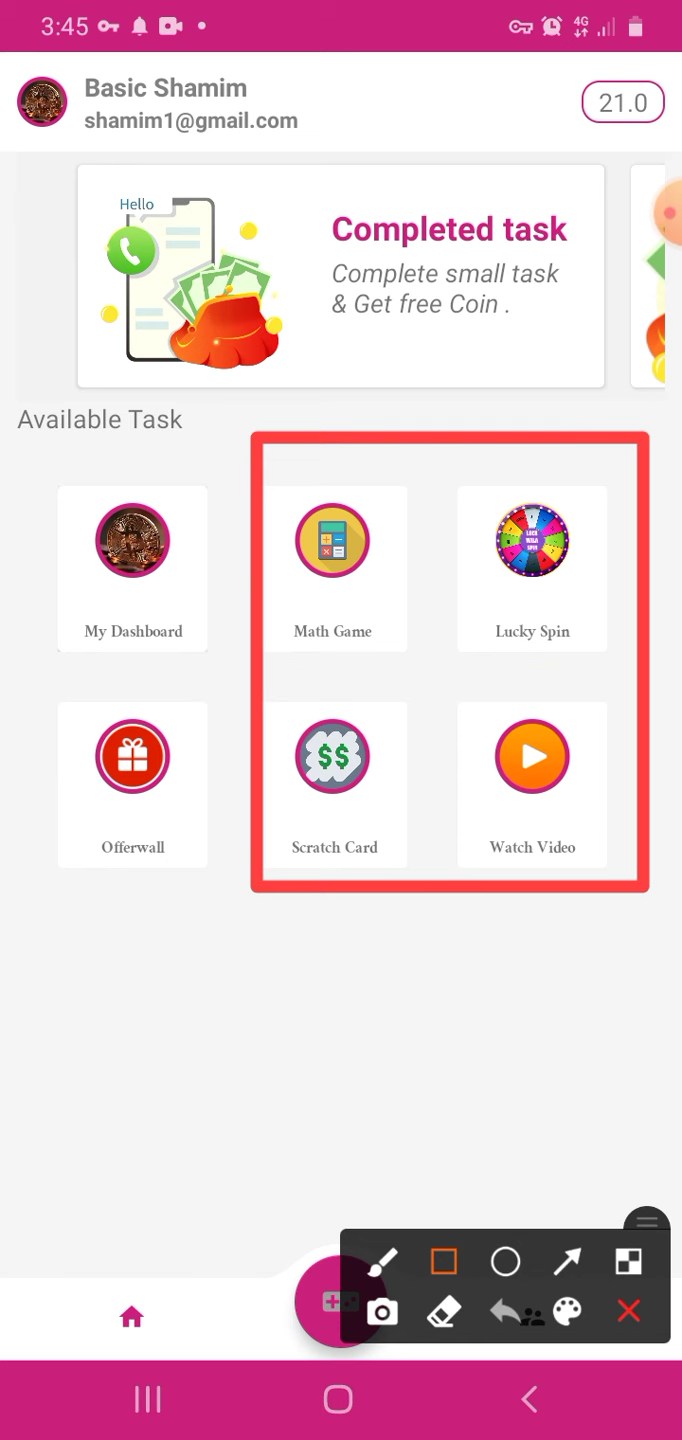 3:45
4G
Basic Shamim
shamim1@gmail.com
21.0
Hello
Completed task
Complete small task
& Get free Coin .
Available Task
My Dashboard
Math Game
Lucky Spin
$$
Offerwall
Scratch Card
Watch Video